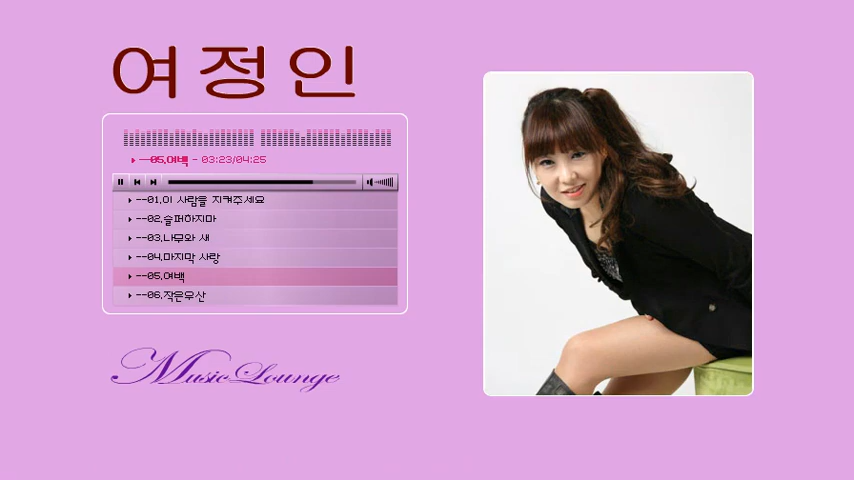 여정인
05.여백 - 03:23/04:25
--01.이 사람을 지켜주세요
--02.슬퍼하지마
--03.나무와 새
--04.마지막 사랑
--05.여백
--06.작은우산
Music Lounge